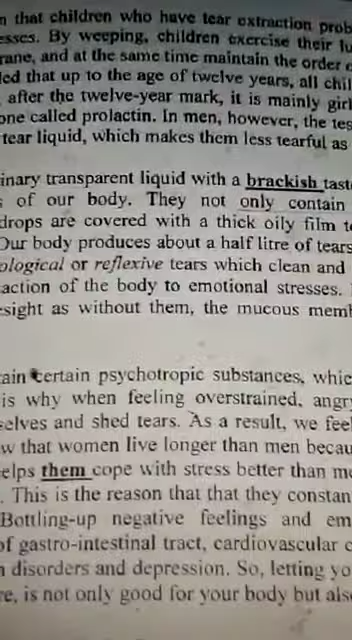 n that children who have tear extraction prob
esses. By weeping, children exercise their lu
rane, and at the same time maintain the order o
led that up to the age of twelve years, all chil
, after the twelve-year mark, it is mainly girl
one called prolactin. In men, however, the tes
tear liquid, which makes them less tearful as
inary transparent liquid with a brackish taste
s of our body. They not only contain
drops are covered with a thick oily film t
Our body produces about a half litre of tears
ological or reflexive tears which clean and
action of the body to emotional stresses.
esight as without them, the mucous memb
ain certain psychotropic substances, whic
is why when feeling overstrained, angry
selves and shed tears. As a result, we feel
w that women live longer than men becau
elps them cope with stress better than me
. This is the reason that that they constan
Bottling-up negative feelings and em
of gastro-intestinal tract, cardiovascular c
n disorders and depression. So, letting yo
re, is not only good for your body but also